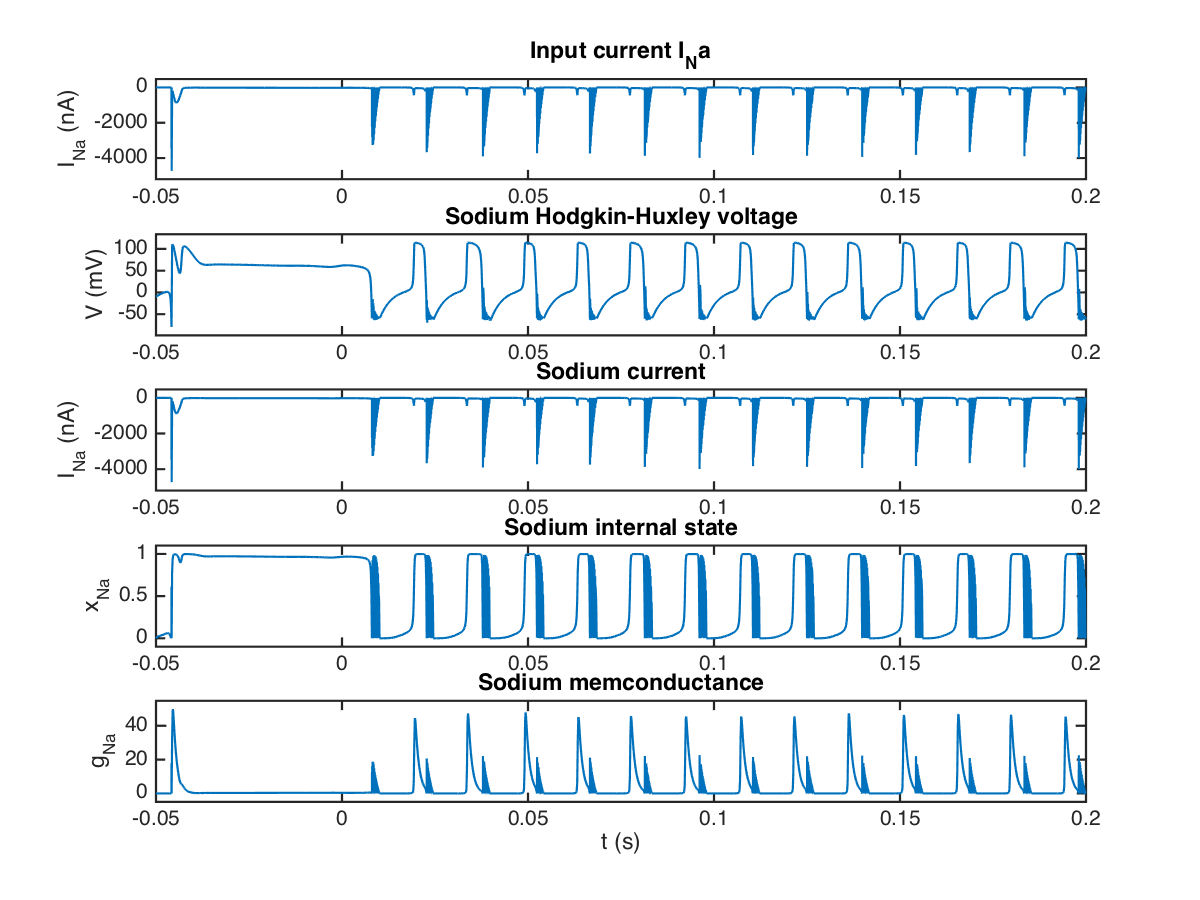 Input current I_Na
I_Na (nA)
0
-2000
-4000
-0.05 0 0.05 0.1 0.15 0.2
Sodium Hodgkin-Huxley voltage
V (mV)
100
50
0
-50
-0.05 0 0.05 0.1 0.15 0.2
Sodium current
I_Na (nA)
0
-2000
-4000
-0.05 0 0.05 0.1 0.15 0.2
Sodium internal state
x_Na
1
0.5
0
-0.05 0 0.05 0.1 0.15 0.2
Sodium memconductance
g_Na
40
20
0
-0.05 0 0.05 0.1 0.15 0.2
t (s)